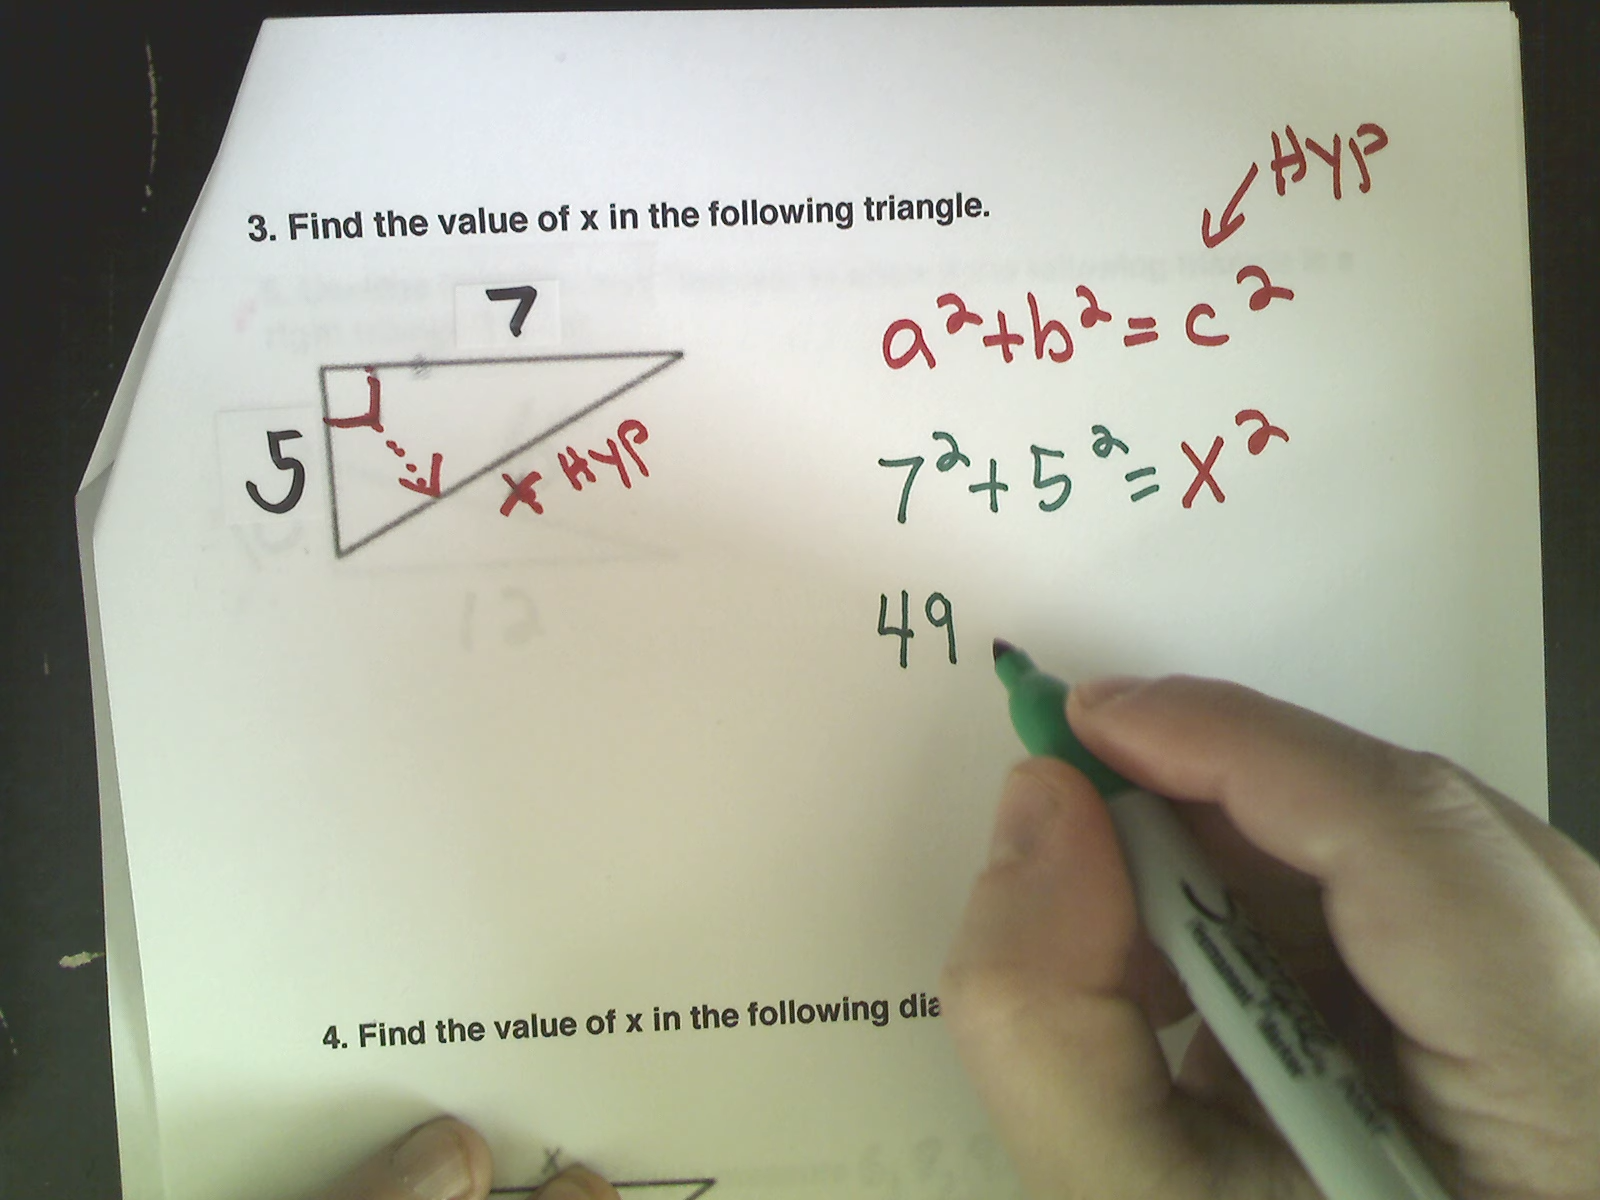 3. Find the value of x in the following triangle.
Hyp
7
a² + b² = c²
5
x Hyp
7² + 5² = x²
49
12
4. Find the value of x in the following dia
x